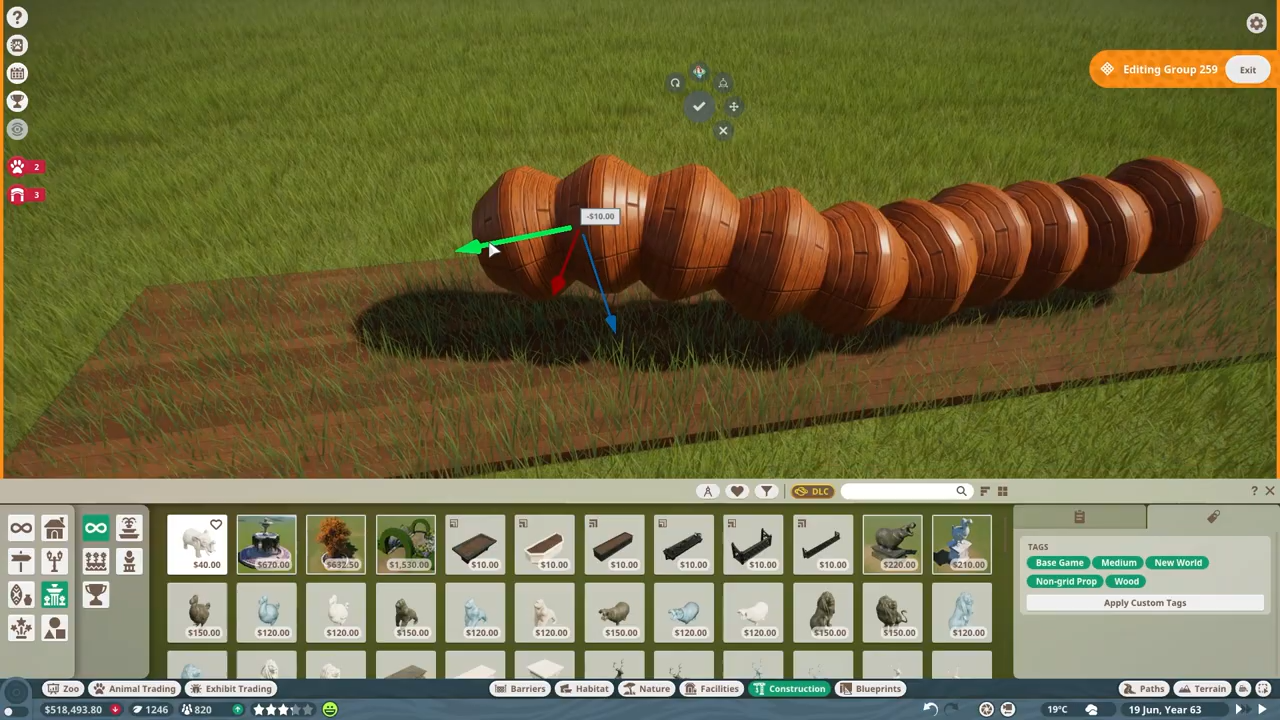 ?
Editing Group 259
Exit
2
3
-$10.00
DLC
? ✕
$40.00
$670.00
$632.50
$1,530.00
$10.00
$10.00
$10.00
$10.00
$10.00
$10.00
$220.00
$210.00
$150.00
$120.00
$120.00
$150.00
$120.00
$120.00
$150.00
$120.00
$120.00
$150.00
$150.00
$120.00
TAGS
Base Game
Medium
New World
Non-grid Prop
Wood
Apply Custom Tags
Zoo
Animal Trading
Exhibit Trading
Barriers
Habitat
Nature
Facilities
Construction
Blueprints
Paths
Terrain
$518,493.80
1246
820
19°C
19 Jun, Year 63